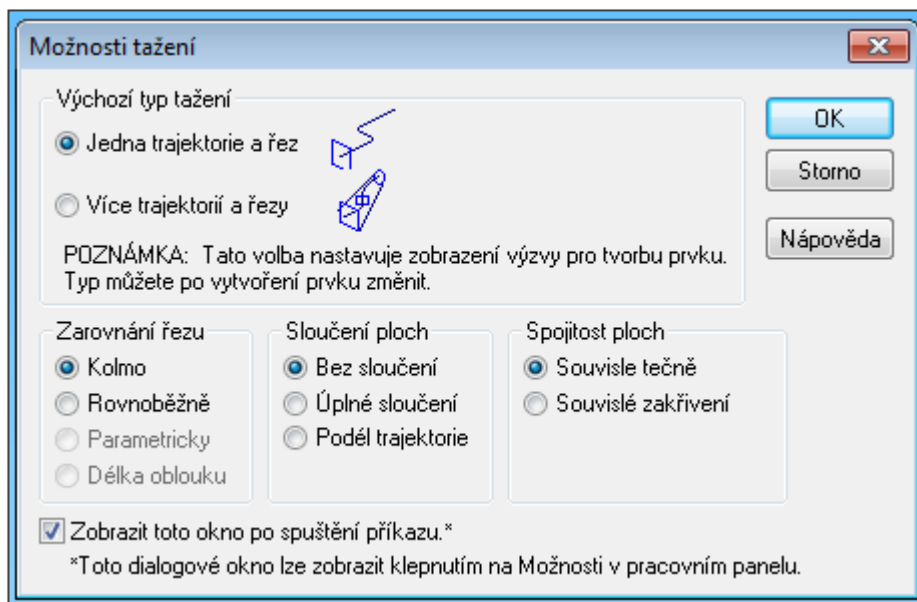 Možnosti tažení
Výchozí typ tažení
Jedna trajektorie a řez
Více trajektorií a řezy
POZNÁMKA: Tato volba nastavuje zobrazení výzvy pro tvorbu prvku.
Typ můžete po vytvoření prvku změnit.
OK
Storno
Nápověda
Zarovnání řezu
Kolmo
Rovnoběžně
Parametricky
Délka oblouku
Sloučení ploch
Bez sloučení
Úplné sloučení
Podél trajektorie
Spojitost ploch
Souvisle tečně
Souvislé zakřivení
Zobrazit toto okno po spuštění příkazu.*
*Toto dialogové okno lze zobrazit klepnutím na Možnosti v pracovním panelu.